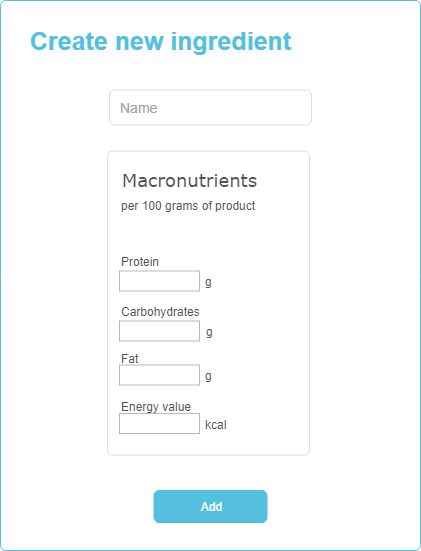 Create new ingredient
Name
Macronutrients
per 100 grams of product
Protein
g
Carbohydrates
g
Fat
g
Energy value
kcal
Add